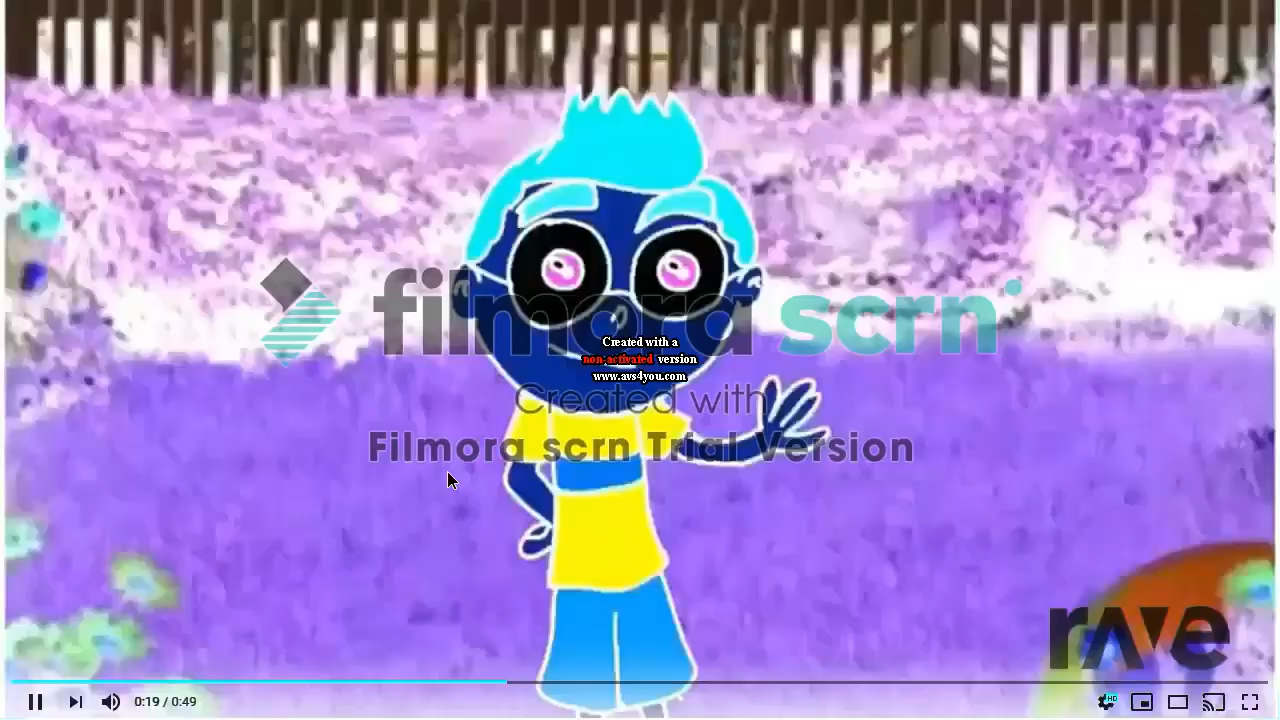 filmora scrn
Created with a
non-activated version
www.avs4you.com
Created with
Filmora scrn Trial Version
rave
HD
0:19 / 0:49